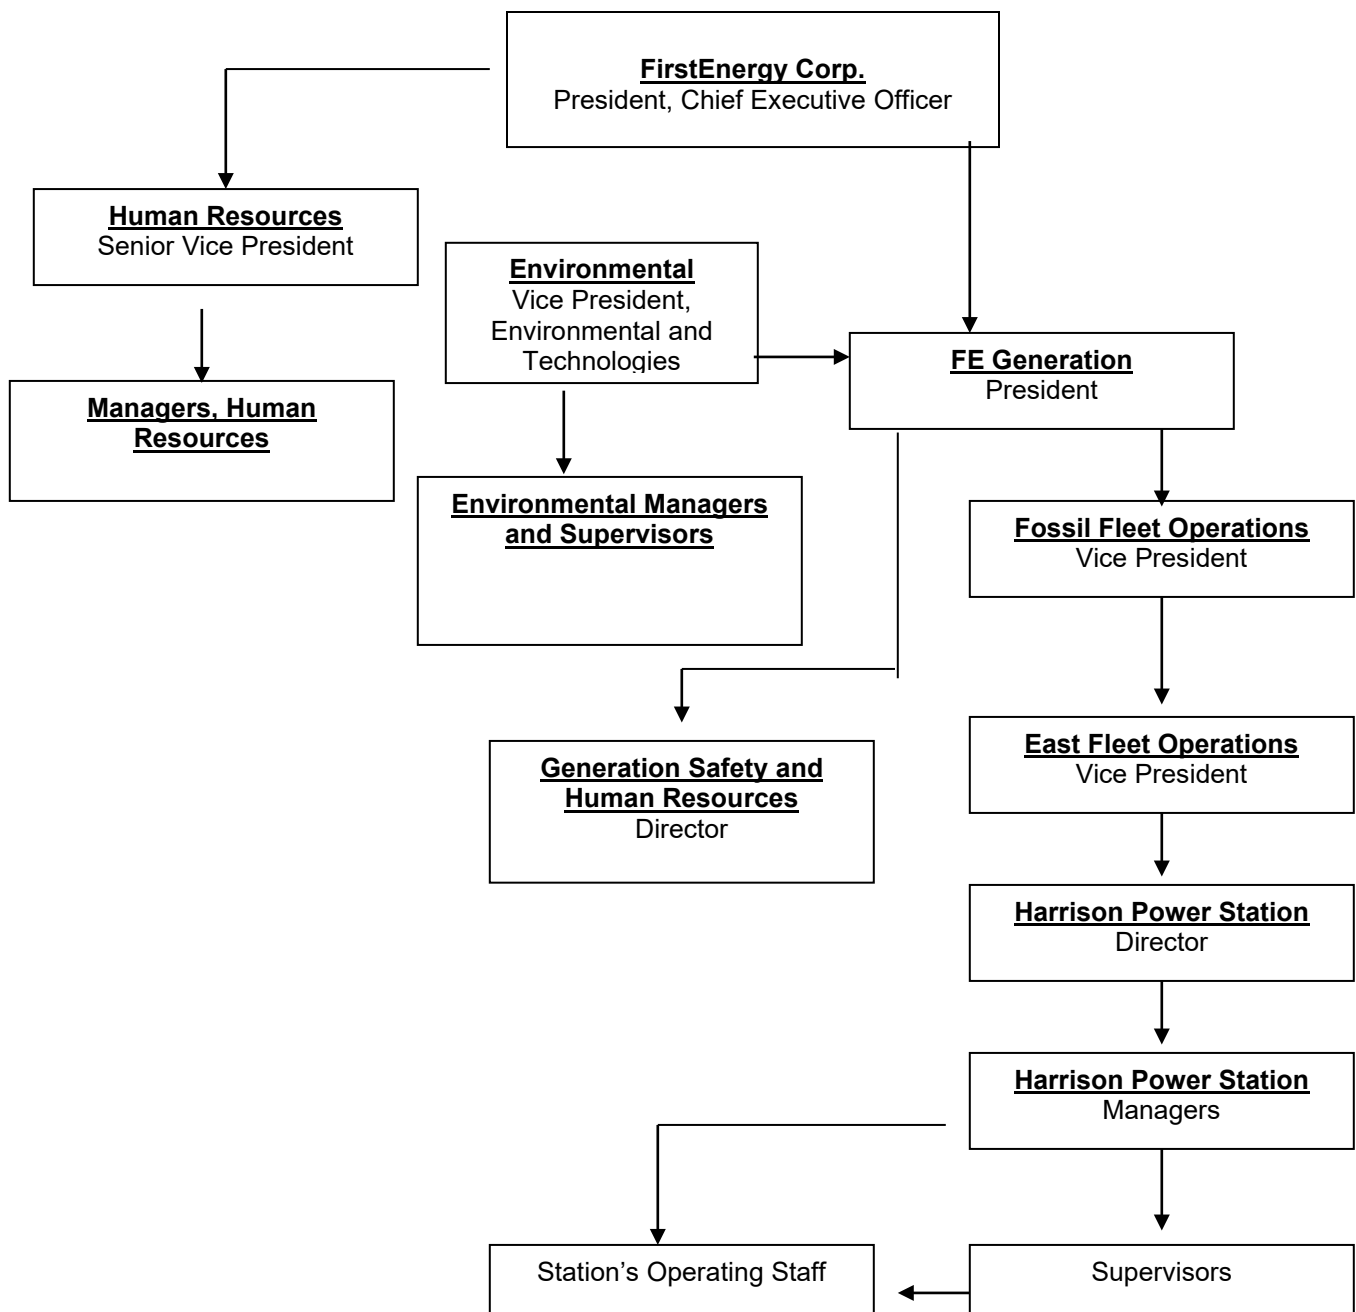 FirstEnergy Corp.
President, Chief Executive Officer
Human Resources
Senior Vice President
Environmental
Vice President,
Environmental and
Technologies
FE Generation
President
Managers, Human
Resources
Environmental Managers
and Supervisors
Fossil Fleet Operations
Vice President
East Fleet Operations
Vice President
Generation Safety and
Human Resources
Director
Harrison Power Station
Director
Harrison Power Station
Managers
Station’s Operating Staff
Supervisors